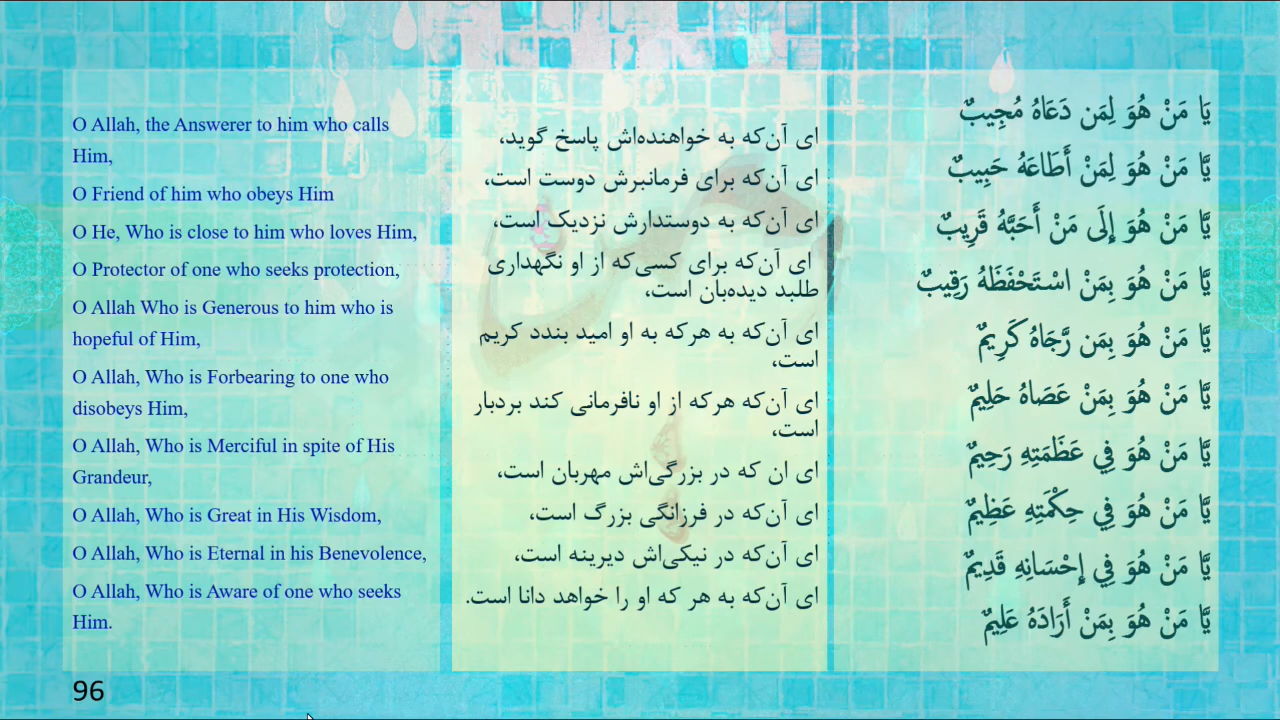 O Allah, the Answerer to him who calls
Him,
O Friend of him who obeys Him
O He, Who is close to him who loves Him,
O Protector of one who seeks protection,
O Allah Who is Generous to him who is
hopeful of Him,
O Allah, Who is Forbearing to one who
disobeys Him,
O Allah, Who is Merciful in spite of His
Grandeur,
O Allah, Who is Great in His Wisdom,
O Allah, Who is Eternal in his Benevolence,
O Allah, Who is Aware of one who seeks
Him.
ای آن‌که به خواهنده‌اش پاسخ گوید،
ای آن‌که برای فرمانبرش دوست است،
ای آن‌که به دوستدارش نزدیک است،
ای آن‌که برای کسی‌که از او نگهداری
طلبد دیده‌بان است،
ای آن‌که به هرکه به او امید بندد کریم
است،
ای آن‌که هرکه از او نافرمانی کند بردبار
است،
ای ان که در بزرگی‌اش مهربان است،
ای آن‌که در فرزانگی بزرگ است،
ای آن‌که در نیکی‌اش دیرینه است،
ای آن‌که به هر که او را خواهد دانا است.
يَا مَنْ هُوَ لِمَن دَعَاهُ مُجِيبٌ
يَّا مَنْ هُوَ لِمَنْ أَطَاعَهُ حَبِيبٌ
يَّا مَنْ هُوَ إِلَى مَنْ أَحَبَّهُ قَرِيبٌ
يَّا مَنْ هُوَ بِمَنْ اسْتَحْفَظَهُ رَقِيبٌ
يَّا مَنْ هُوَ بِمَن رَّجَاهُ كَرِيمٌ
يَّا مَنْ هُوَ بِمَنْ عَصَاهُ حَلِيمٌ
يَّا مَنْ هُوَ فِي عَظَمَتِهِ رَحِيمٌ
يَّا مَنْ هُوَ فِي حِكْمَتِهِ عَظِيمٌ
يَّا مَنْ هُوَ فِي إِحْسَانِهِ قَدِيمٌ
يَّا مَنْ هُوَ بِمَنْ أَرَادَهُ عَلِيمٌ
96